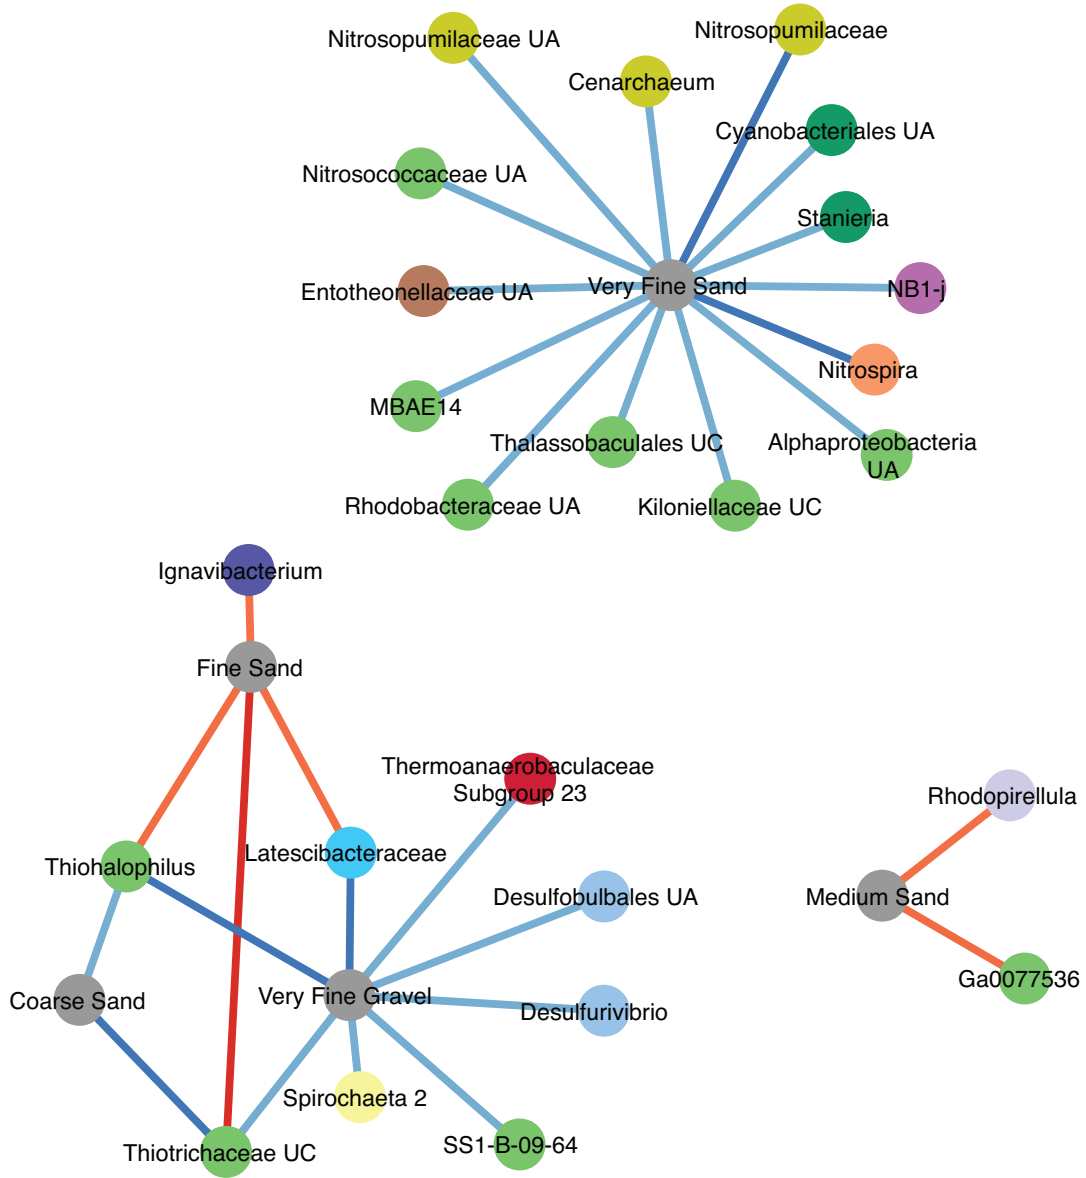 Nitrosopumilaceae UA
Nitrosopumilaceae
Cenarchaeum
Cyanobacteriales UA
Nitrosococcaceae UA
Stanieria
Entotheonellaceae UA
Very Fine Sand
NB1-j
Nitrospira
MBAE14
Thalassobaculales UC
Alphaproteobacteria
UA
Rhodobacteraceae UA
Kiloniellaceae UC
Ignavibacterium
Fine Sand
Thermoanaerobaculaceae
Subgroup 23
Rhodopirellula
Thiohalophilus
Latescibacteraceae
Desulfobulbales UA
Medium Sand
Ga0077536
Coarse Sand
Very Fine Gravel
Desulfurivibrio
Spirochaeta 2
Thiotrichaceae UC
SS1-B-09-64